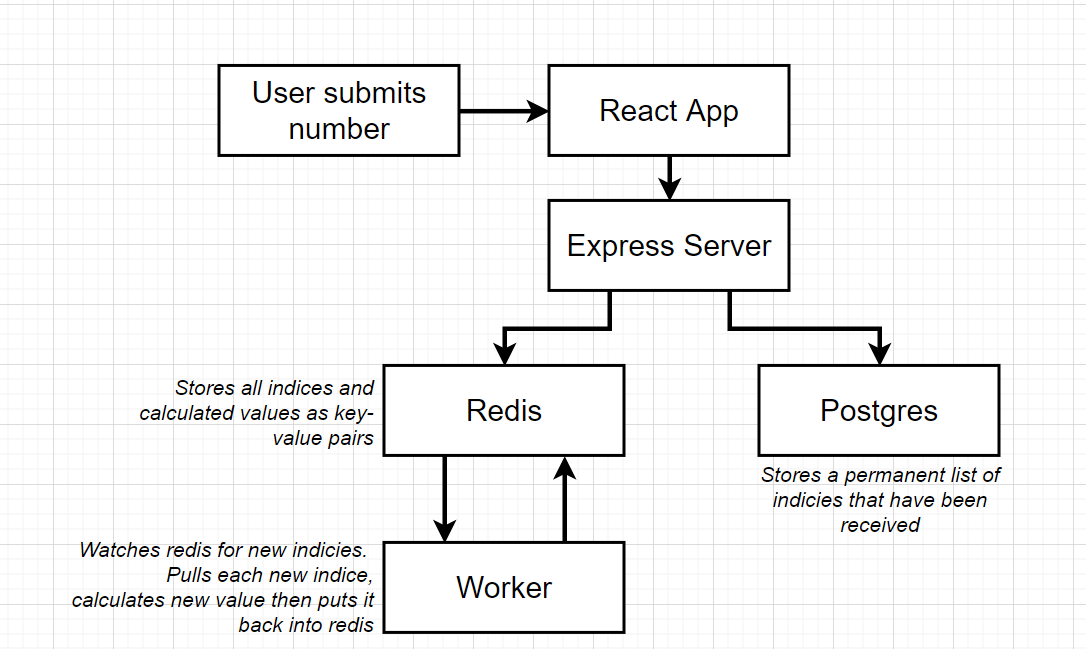 User submits
number
React App
Express Server
Stores all indices and
calculated values as key-
value pairs
Redis
Postgres
Stores a permanent list of
indicies that have been
received
Watches redis for new indicies.
Pulls each new indice,
calculates new value then puts it
back into redis
Worker